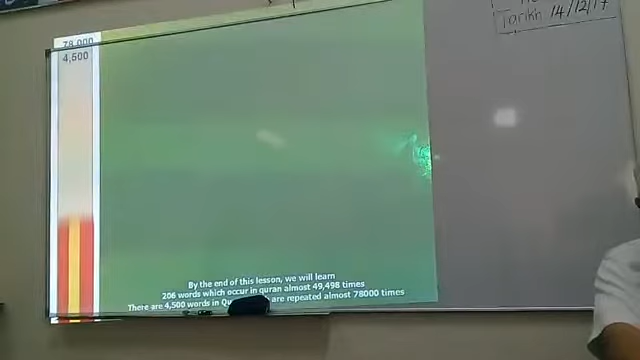 Tarikh 14/12/17
78,000
4,500
By the end of this lesson, we will learn
206 words which occur in quran almost 49,498 times
There are 4,500 words in are repeated almost 78000 times